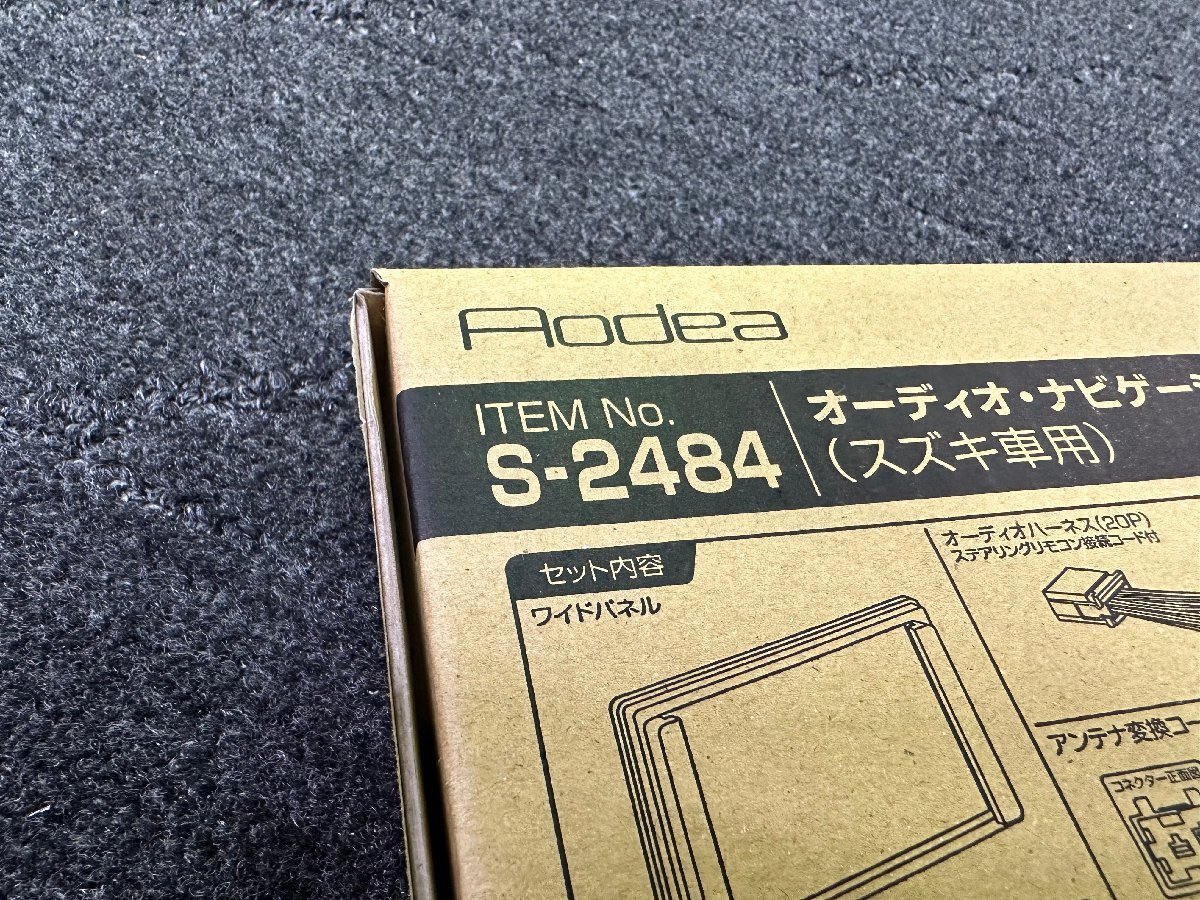 Aodea
ITEM No.
S-2484
オーディオ・ナビゲー
(スズキ車用)
セット内容
ワイドパネル
オーディオハーネス(20P)
ステアリングリモコン接続コード付
アンテナ変換コー
コネクター正面
白